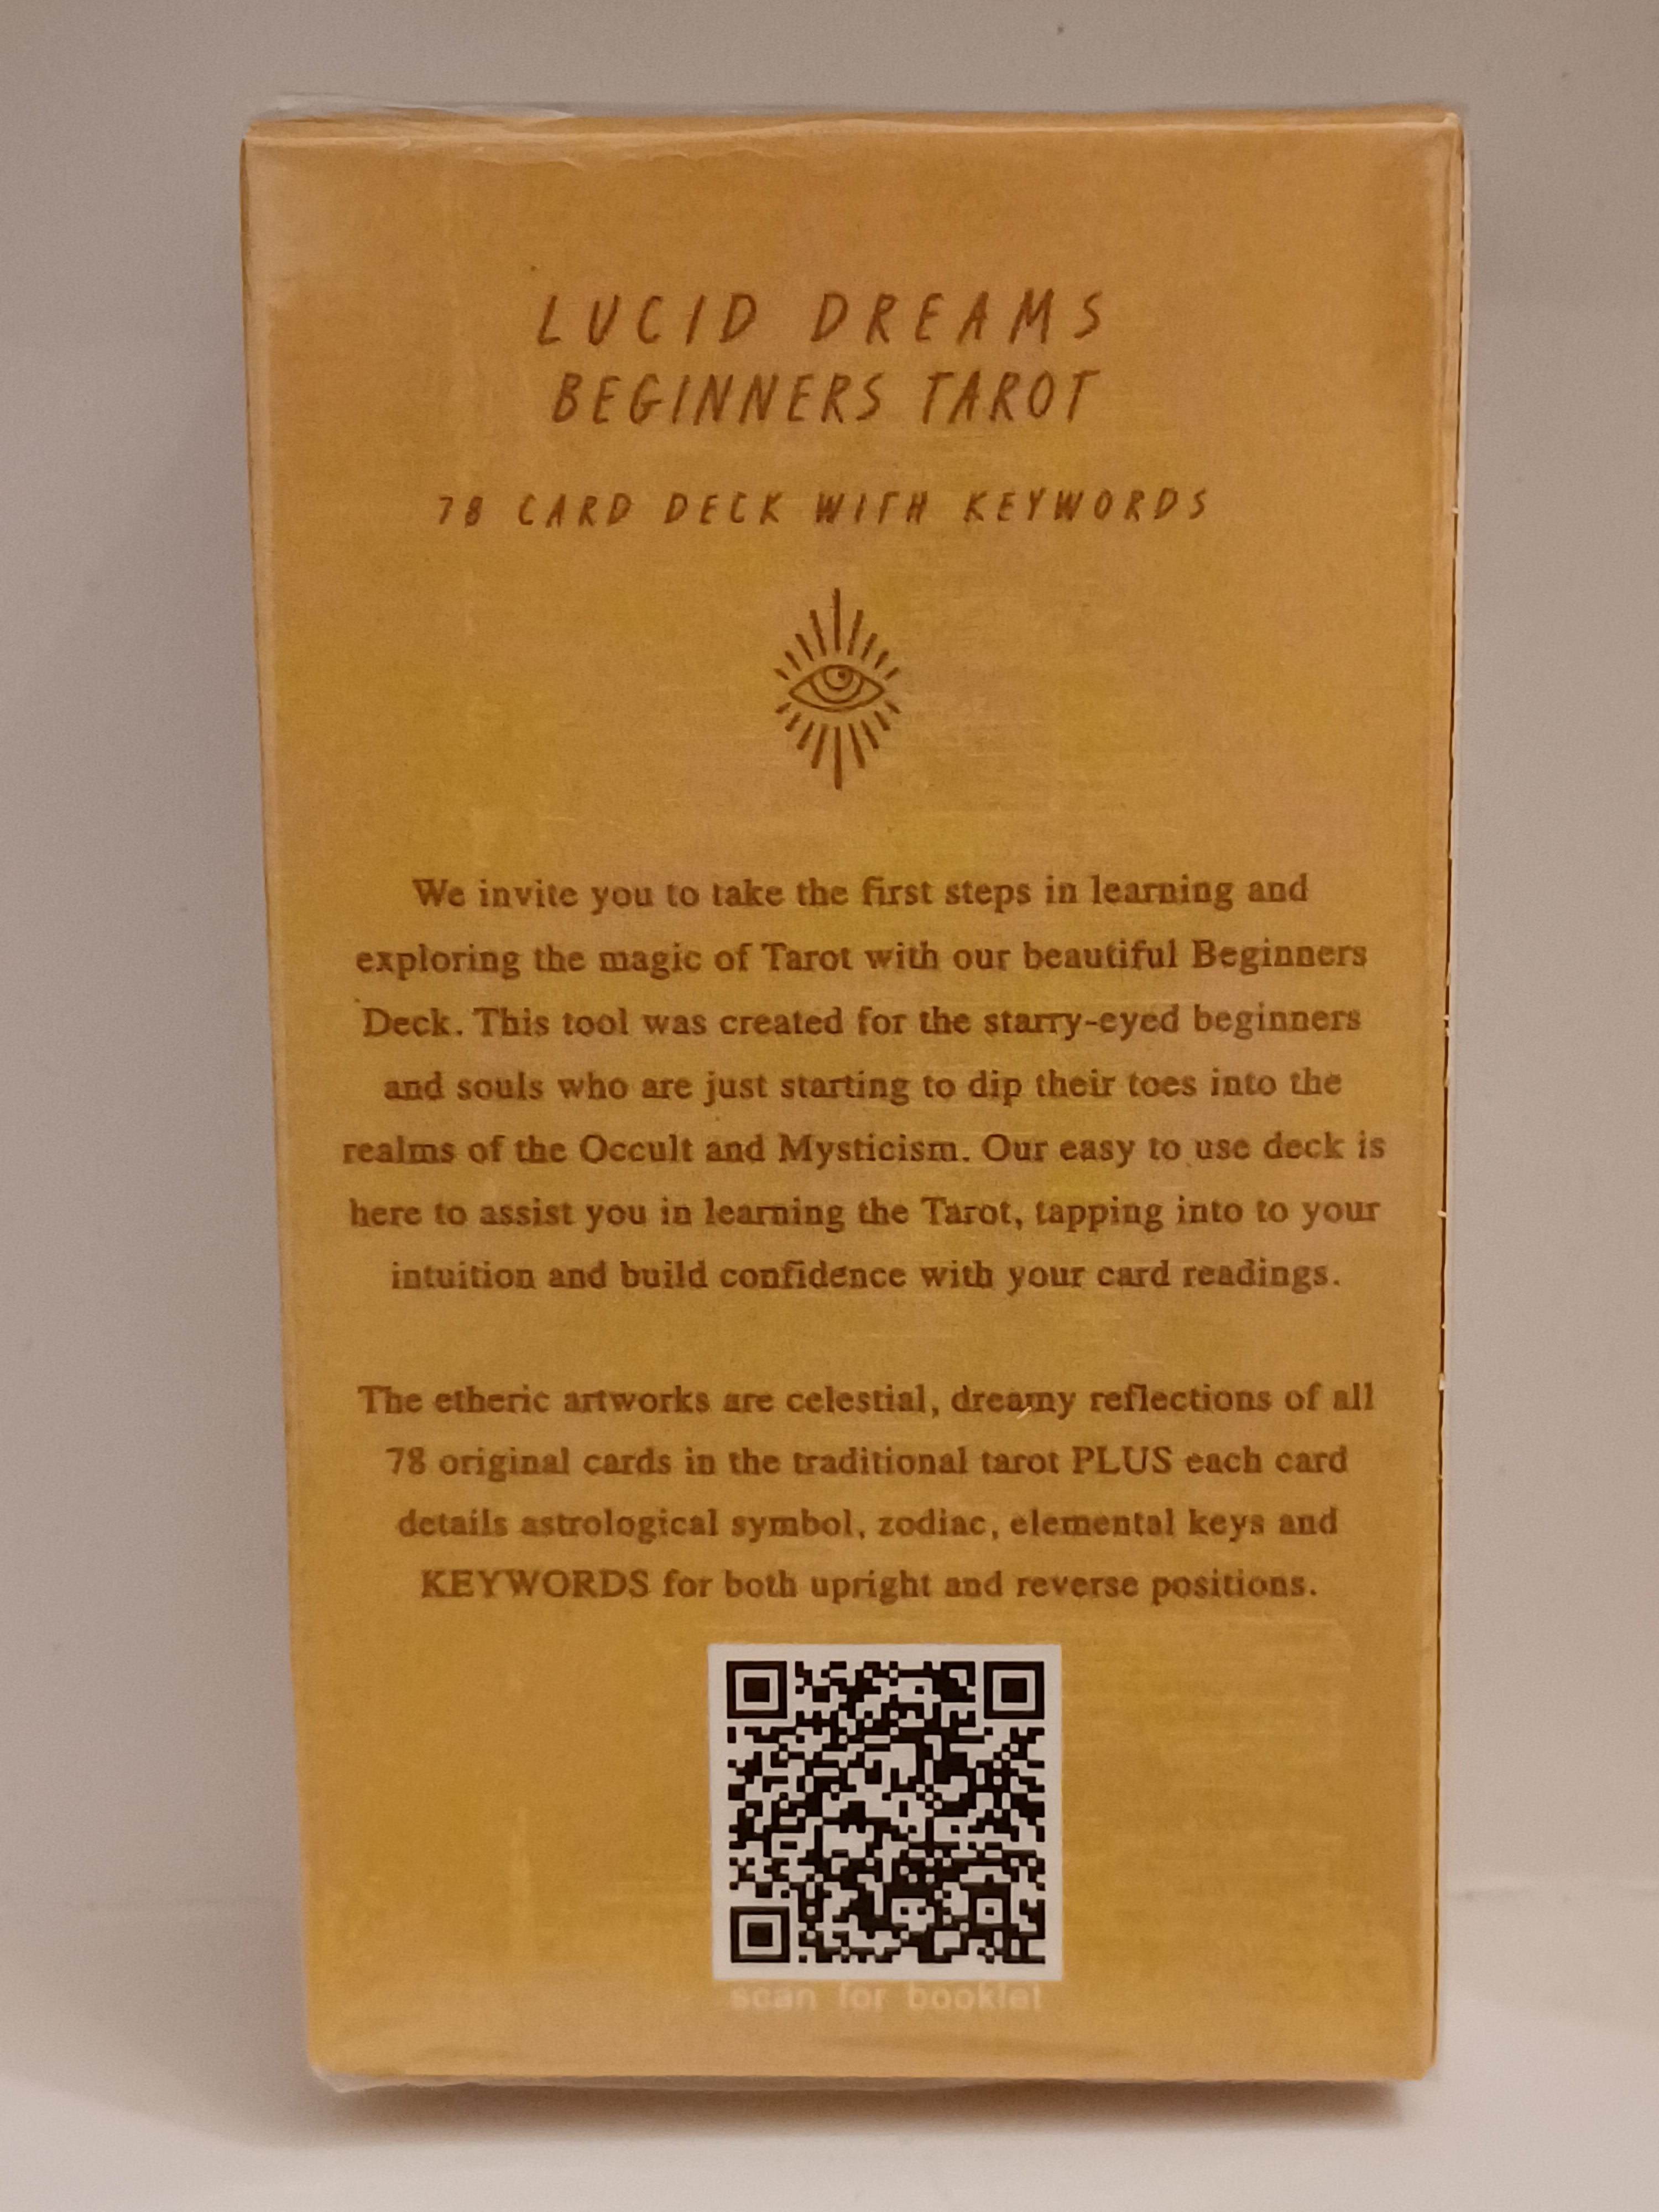 LUCID DREAMS
BEGINNERS TAROT
78 CARD DECK WITH KEYWORDS
We invite you to take the first steps in learning and
exploring the magic of Tarot with our beautiful Beginners
Deck. This tool was created for the starry-eyed beginners
and souls who are just starting to dip their toes into the
realms of the Occult and Mysticism. Our easy to use deck is
here to assist you in learning the Tarot, tapping into to your
intuition and build confidence with your card readings.
The etheric artworks are celestial, dreamy reflections of all
78 original cards in the traditional tarot PLUS each card
details astrological symbol, zodiac, elemental keys and
KEYWORDS for both upright and reverse positions.
scan for booklet